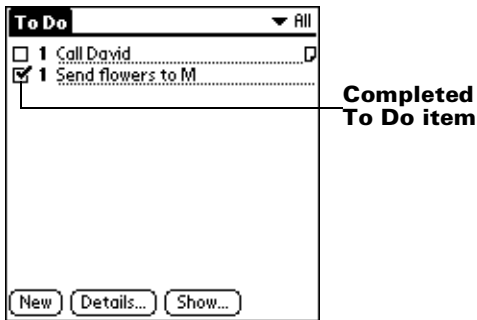 To Do All
1 Call David
1 Send flowers to M
Completed
To Do item
New Details... Show...